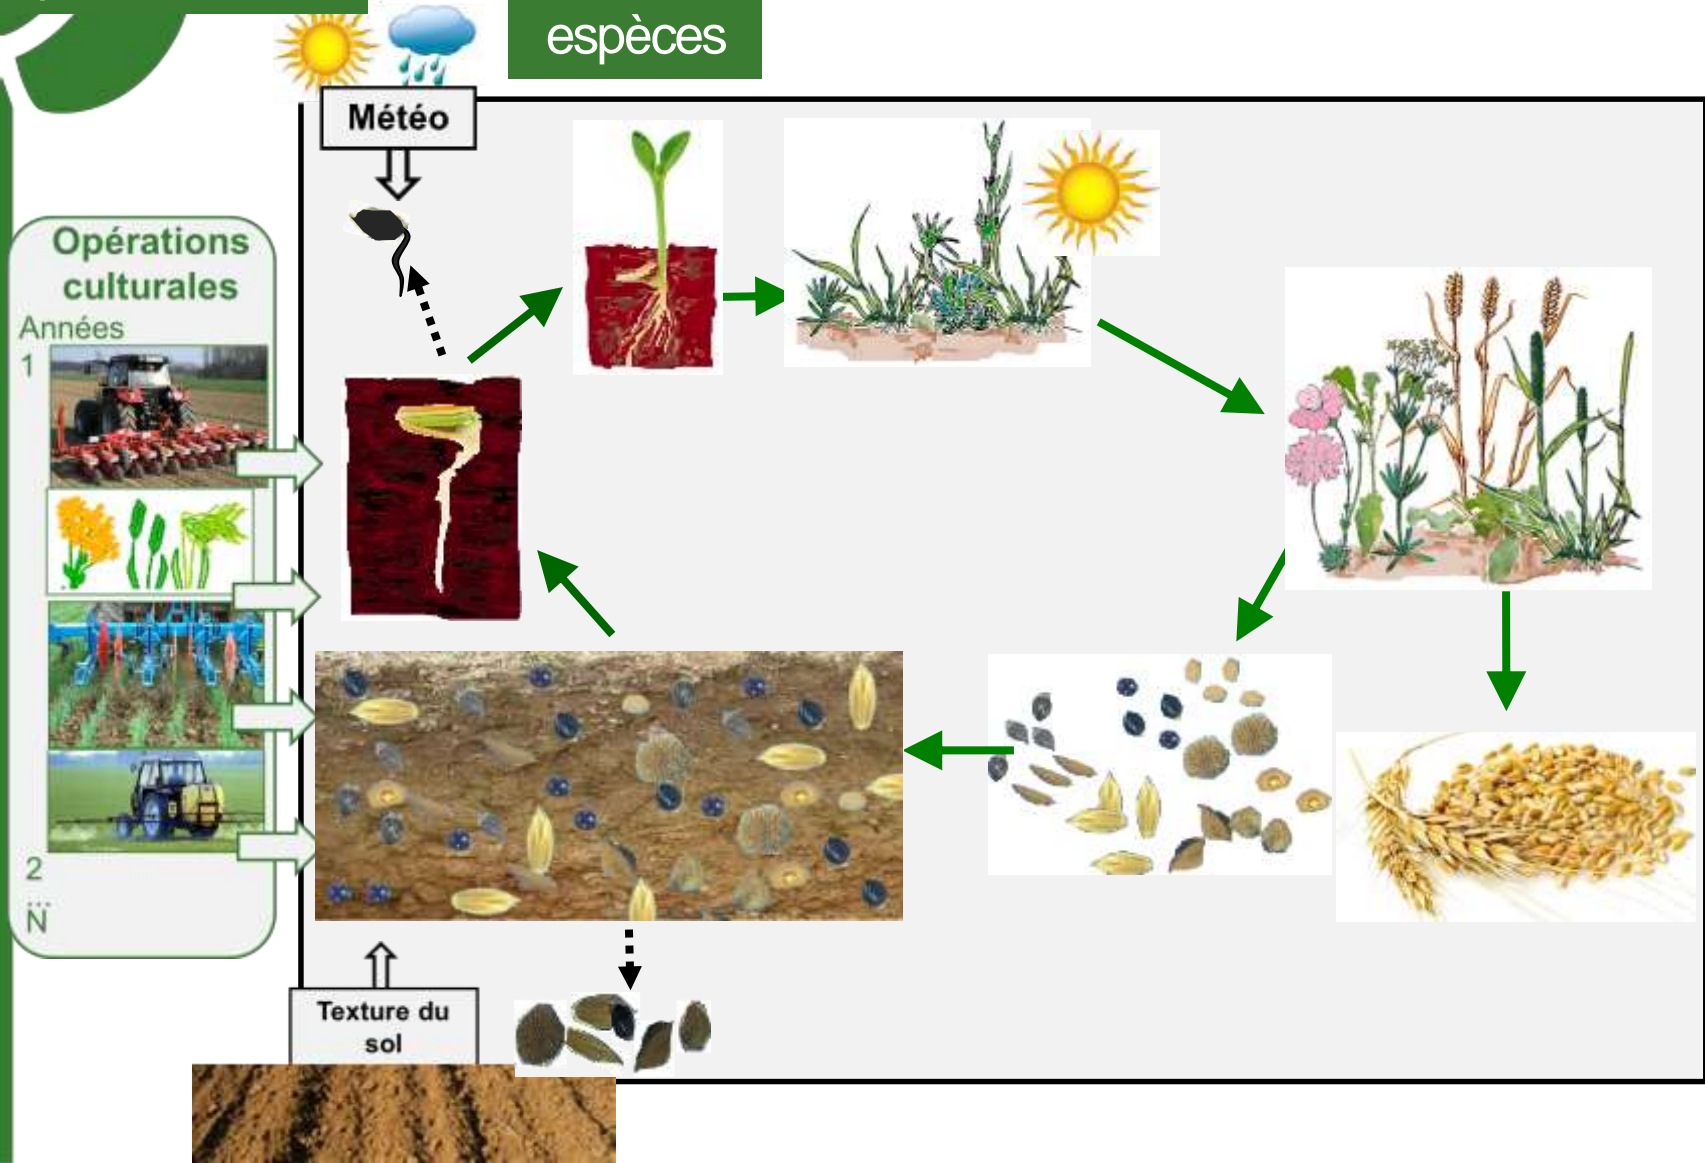 espèces
Météo
Opérations
culturales
Années
1
2
...
N
Texture du
sol